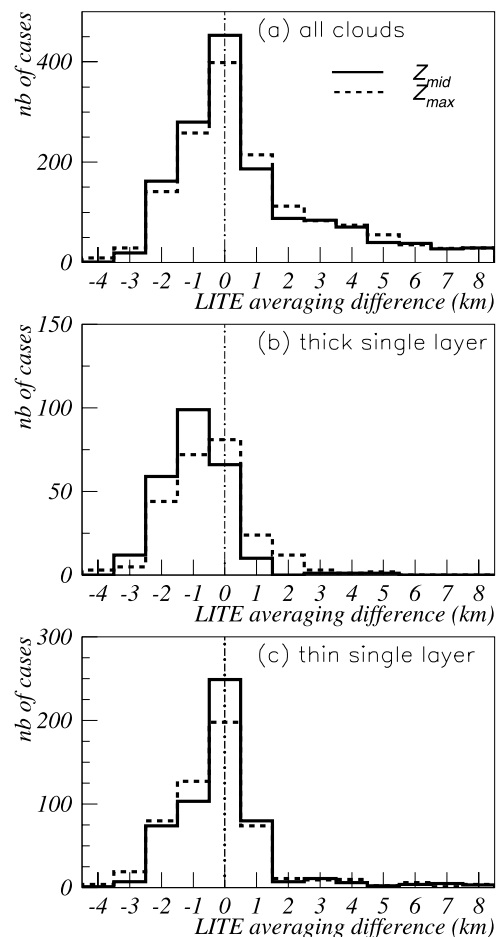 (a) all clouds
Zmid
Zmax
nb of cases
400
200
0
-4 -3 -2 -1 0 1 2 3 4 5 6 7 8
LITE averaging difference (km)
150
(b) thick single layer
nb of cases
100
50
0
-4 -3 -2 -1 0 1 2 3 4 5 6 7 8
LITE averaging difference (km)
300
(c) thin single layer
nb of cases
200
100
0
-4 -3 -2 -1 0 1 2 3 4 5 6 7 8
LITE averaging difference (km)